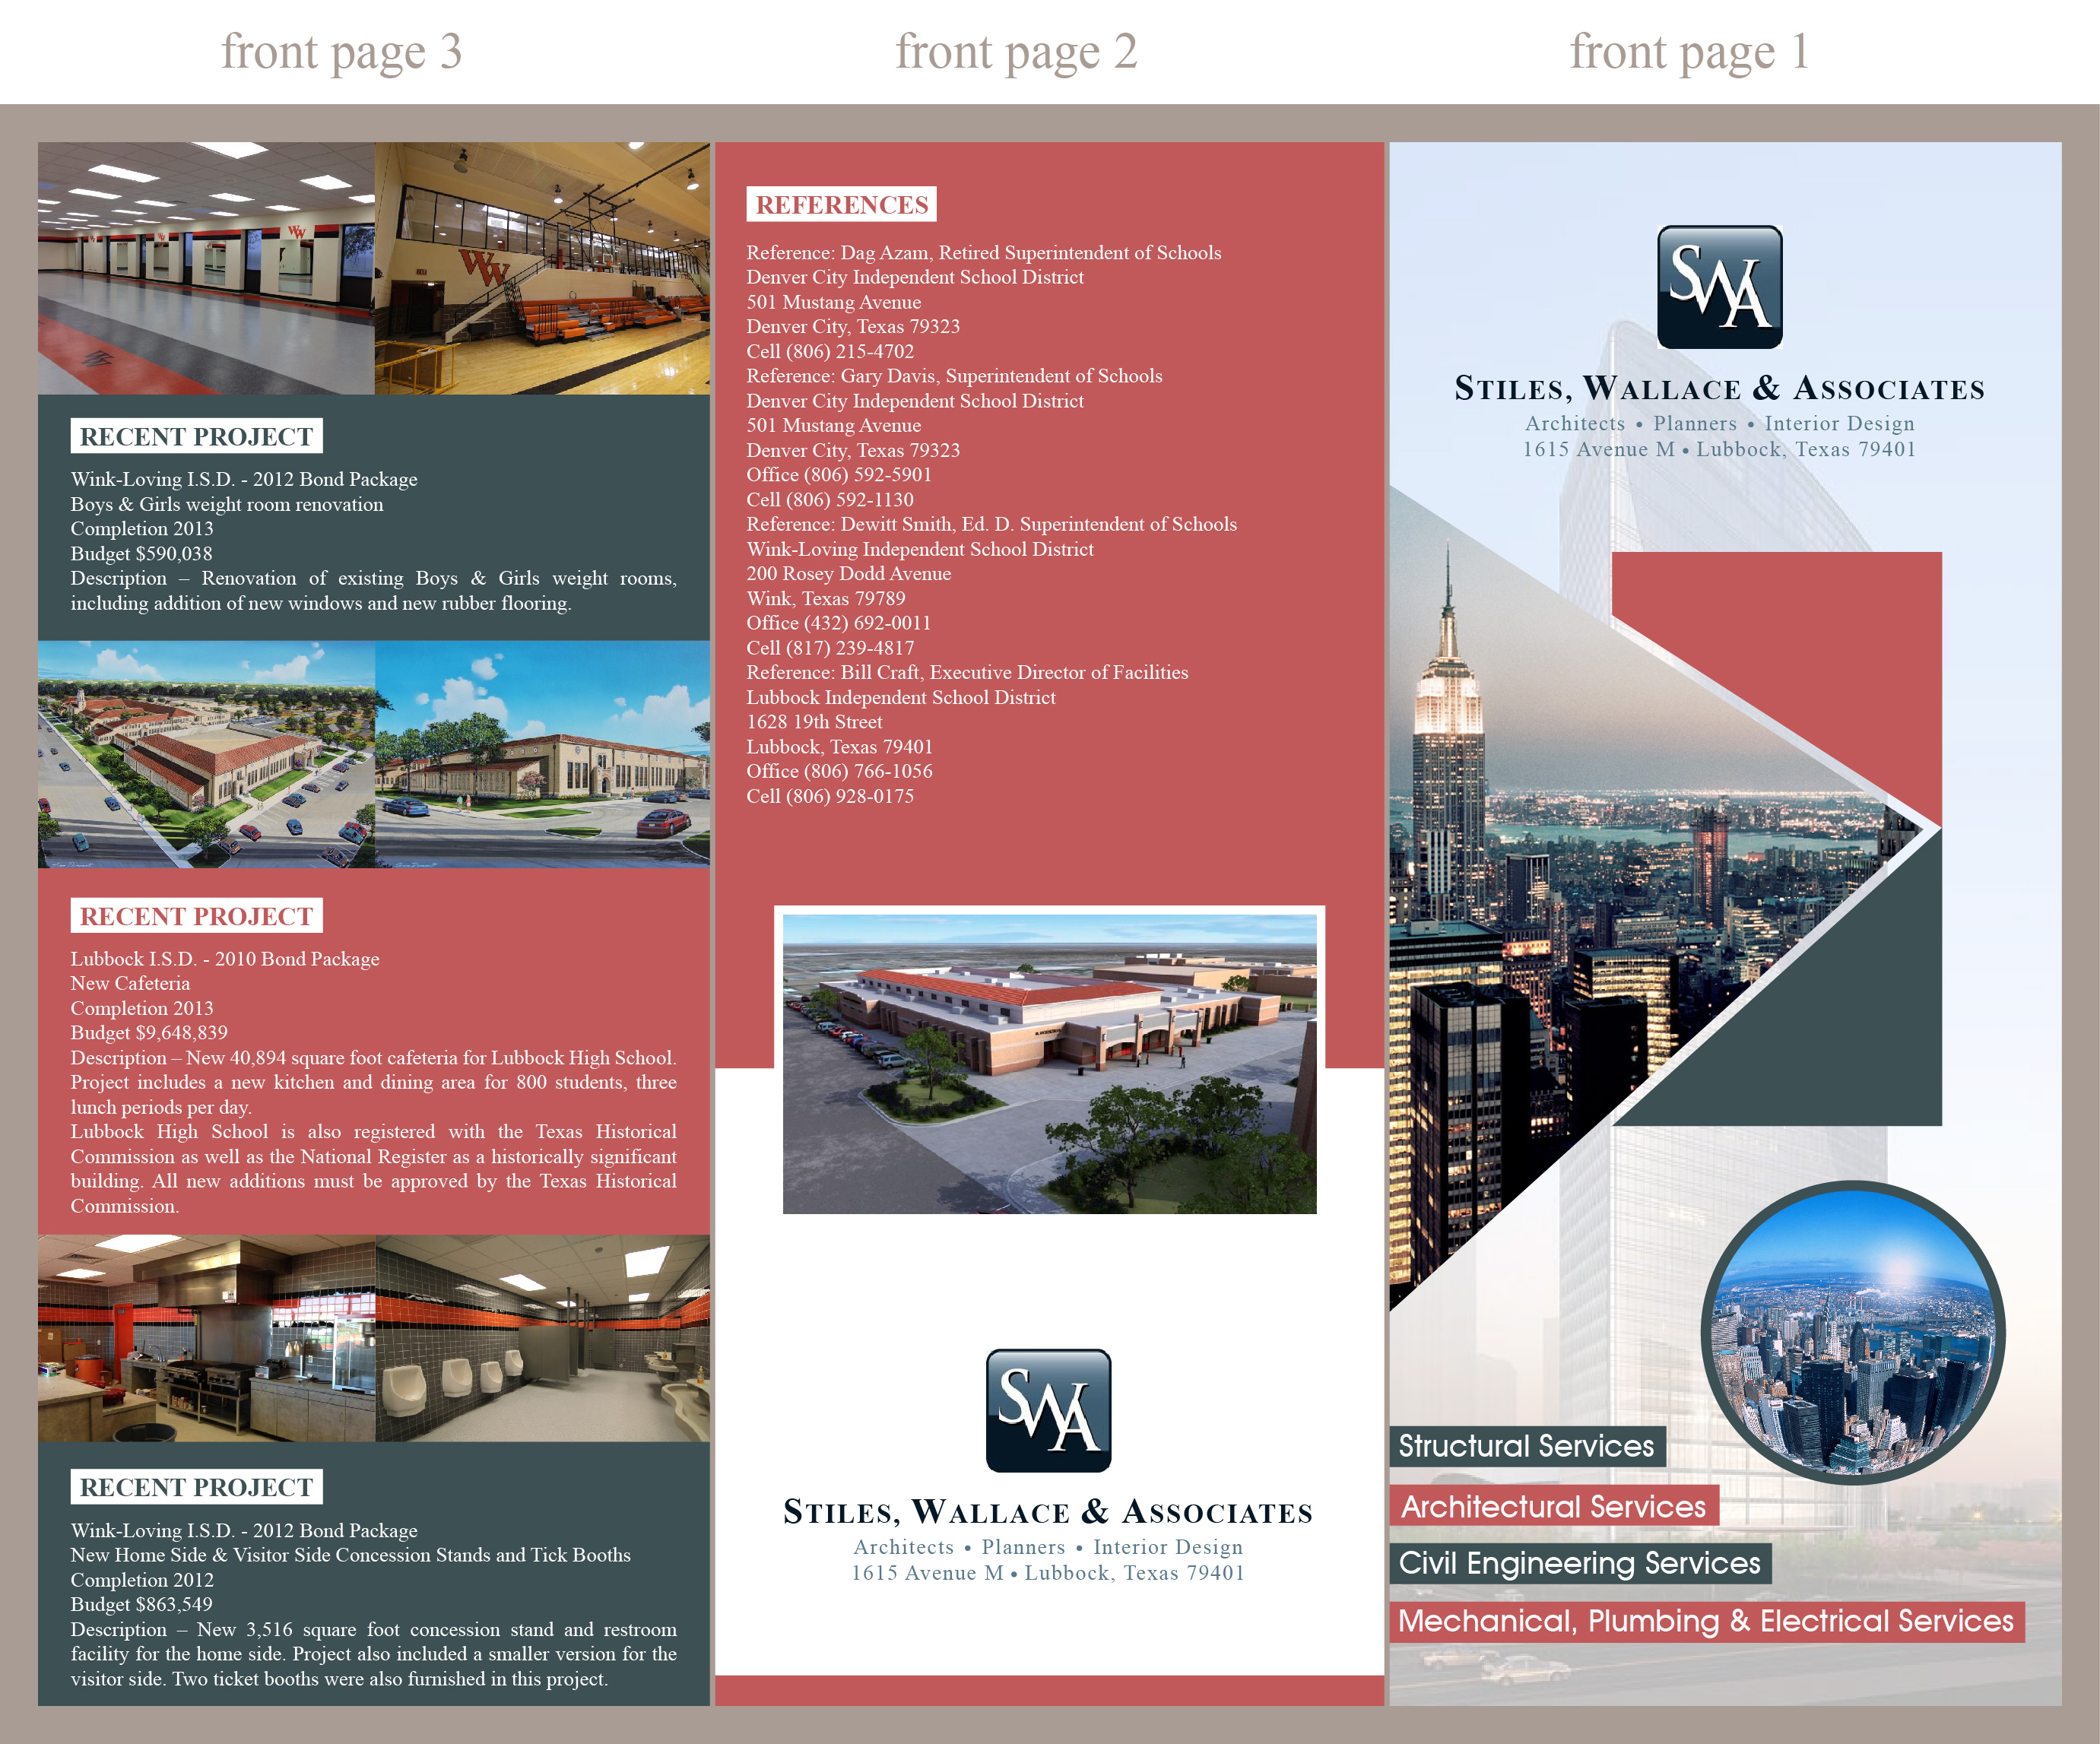 front page 3
front page 2
front page 1
WW
WW
RECENT PROJECT
Wink-Loving I.S.D. - 2012 Bond Package
Boys & Girls weight room renovation
Completion 2013
Budget $590,038
Description – Renovation of existing Boys & Girls weight rooms,
including addition of new windows and new rubber flooring.
RECENT PROJECT
Lubbock I.S.D. - 2010 Bond Package
New Cafeteria
Completion 2013
Budget $9,648,839
Description – New 40,894 square foot cafeteria for Lubbock High School.
Project includes a new kitchen and dining area for 800 students, three
lunch periods per day.
Lubbock High School is also registered with the Texas Historical
Commission as well as the National Register as a historically significant
building. All new additions must be approved by the Texas Historical
Commission.
RECENT PROJECT
Wink-Loving I.S.D. - 2012 Bond Package
New Home Side & Visitor Side Concession Stands and Tick Booths
Completion 2012
Budget $863,549
Description – New 3,516 square foot concession stand and restroom
facility for the home side. Project also included a smaller version for the
visitor side. Two ticket booths were also furnished in this project.
REFERENCES
Reference: Dag Azam, Retired Superintendent of Schools
Denver City Independent School District
501 Mustang Avenue
Denver City, Texas 79323
Cell (806) 215-4702
Reference: Gary Davis, Superintendent of Schools
Denver City Independent School District
501 Mustang Avenue
Denver City, Texas 79323
Office (806) 592-5901
Cell (806) 592-1130
Reference: Dewitt Smith, Ed. D. Superintendent of Schools
Wink-Loving Independent School District
200 Rosey Dodd Avenue
Wink, Texas 79789
Office (432) 692-0011
Cell (817) 239-4817
Reference: Bill Craft, Executive Director of Facilities
Lubbock Independent School District
1628 19th Street
Lubbock, Texas 79401
Office (806) 766-1056
Cell (806) 928-0175
SWA
STILES, WALLACE & ASSOCIATES
Architects • Planners • Interior Design
1615 Avenue M • Lubbock, Texas 79401
SWA
STILES, WALLACE & ASSOCIATES
Architects • Planners • Interior Design
1615 Avenue M • Lubbock, Texas 79401
Structural Services
Architectural Services
Civil Engineering Services
Mechanical, Plumbing & Electrical Services